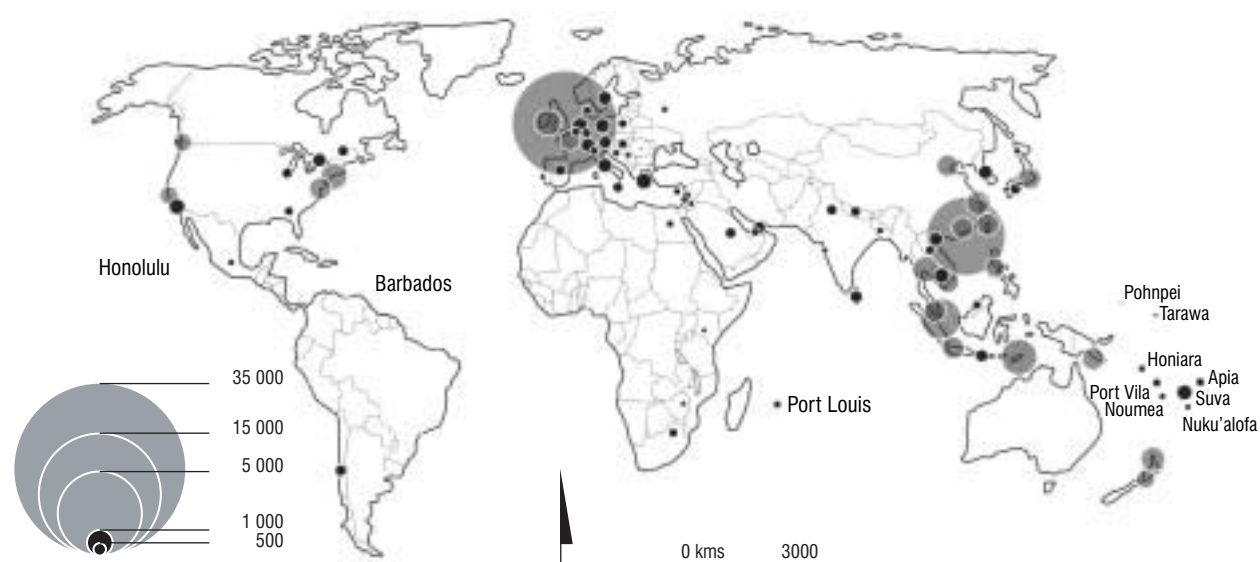 Honolulu
Barbados
Pohnpei
Tarawa
Honiara
Port Vila
Apia
Suva
Noumea
Nuku’alofa
Port Louis
35 000
15 000
5 000
1 000
500
0 kms 3000